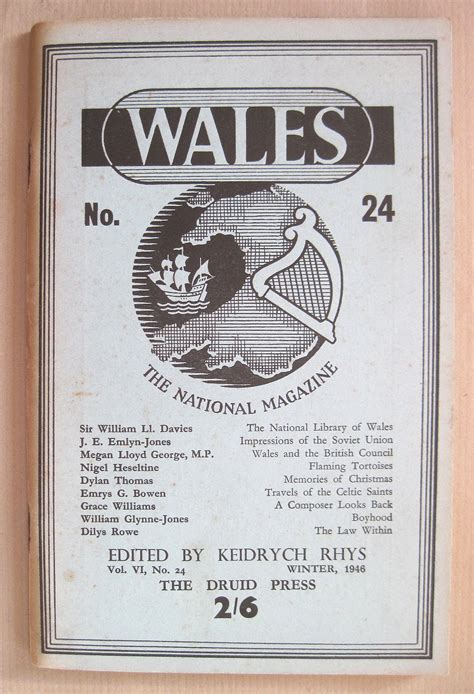 WALES
No. 24
THE NATIONAL MAGAZINE
Sir William Ll. Davies The National Library of Wales
J. E. Emlyn-Jones Impressions of the Soviet Union
Megan Lloyd George, M.P. Wales and the British Council
Nigel Heseltine Flaming Tortoises
Dylan Thomas Memories of Christmas
Emrys G. Bowen Travels of the Celtic Saints
Grace Williams A Composer Looks Back
William Glynne-Jones Boyhood
Dilys Rowe The Law Within
EDITED BY KEIDRYCH RHYS
Vol. VI, No. 24 WINTER, 1946
THE DRUID PRESS
2/6